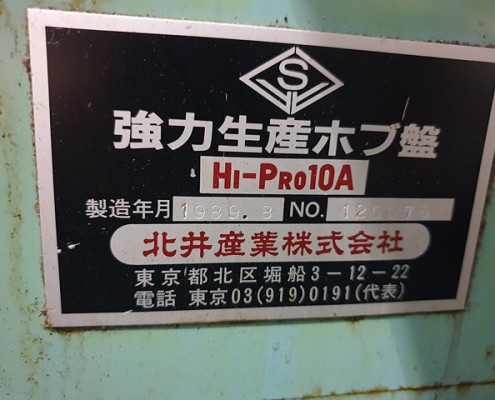 S
強力生産ホブ盤
HI-PRO10A
製造年月 1989.8 NO.
北井産業株式会社
東京都北区堀船3-12-22
電話 東京03(919)0191(代表)